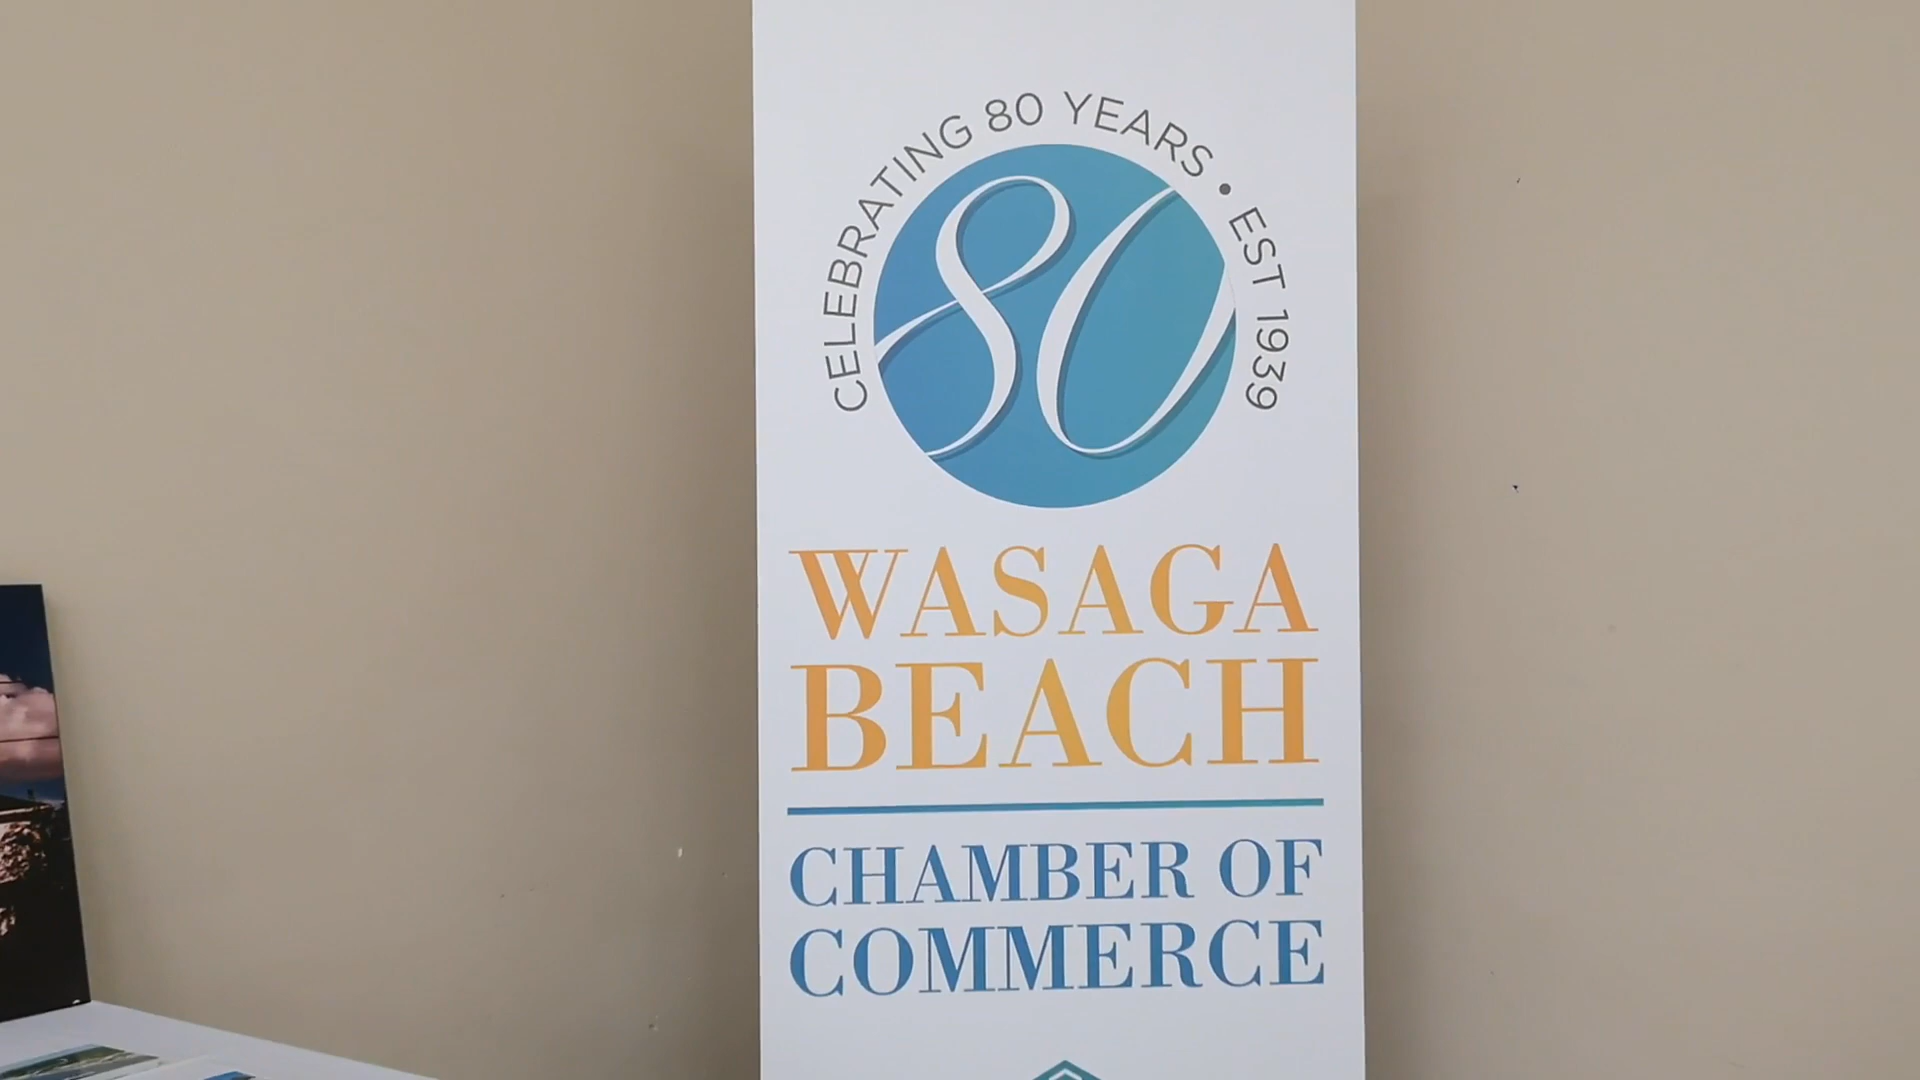 CELEBRATING 80 YEARS • EST 1939
80
WASAGA
BEACH
CHAMBER OF
COMMERCE